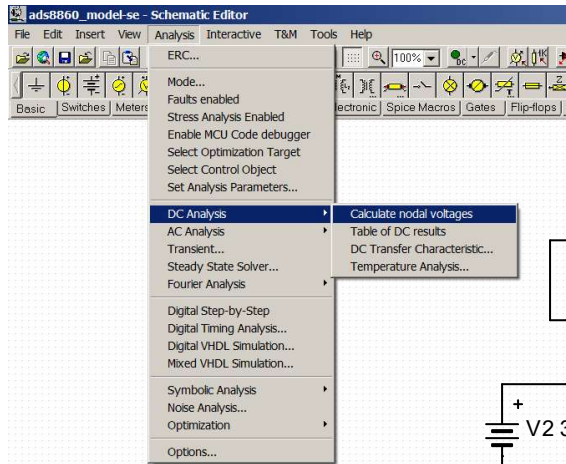 ads8860_model-se - Schematic Editor
File Edit Insert View Analysis Interactive T&M Tools Help
100%
Basic Switches Meters
Spice Macros Gates Flip-flops
ERC...
Mode...
Faults enabled
Stress Analysis Enabled
Enable MCU Code debugger
Select Optimization Target
Select Control Object
Set Analysis Parameters...
DC Analysis
AC Analysis
Transient...
Steady State Solver...
Fourier Analysis
Digital Step-by-Step
Digital Timing Analysis...
Digital VHDL Simulation...
Mixed VHDL Simulation...
Symbolic Analysis
Noise Analysis...
Optimization
Options...
Calculate nodal voltages
Table of DC results
DC Transfer Characteristic...
Temperature Analysis...
+
V2 3